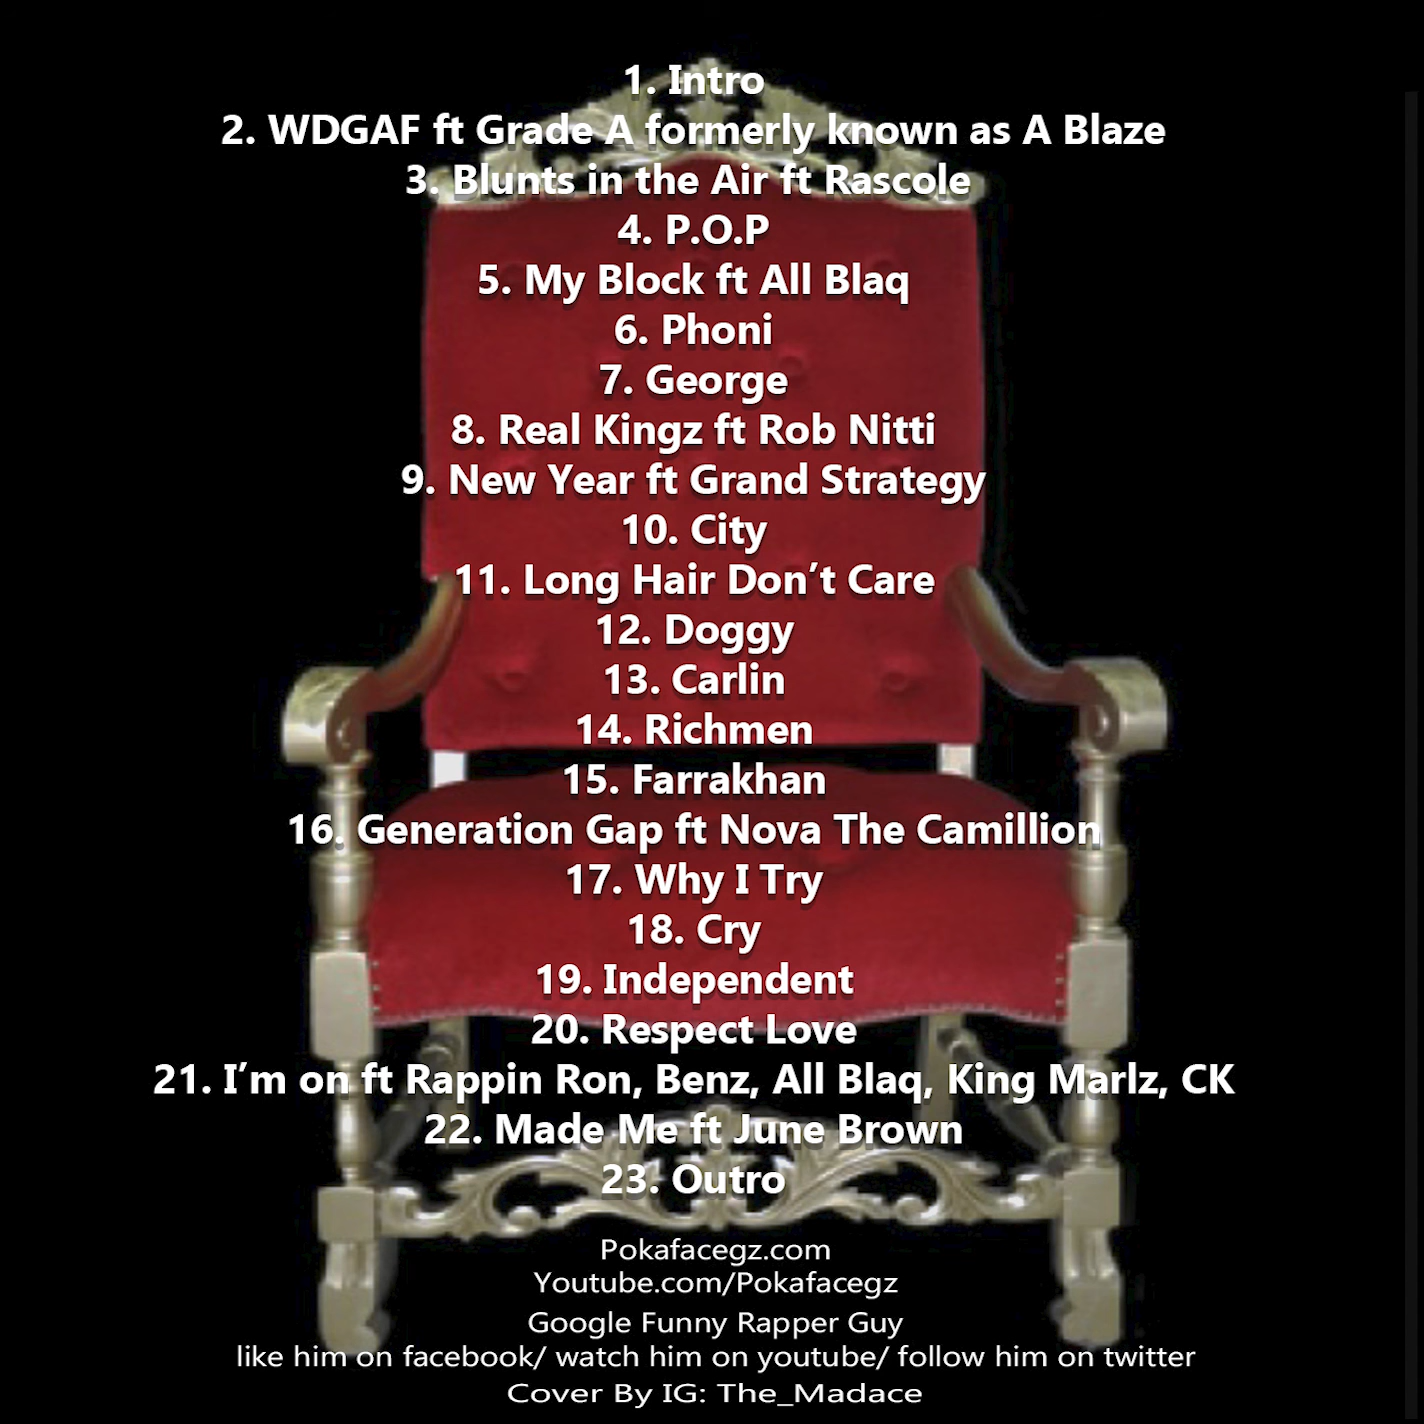 1. Intro
2. WDGAF ft Grade A formerly known as A Blaze
3. Blunts in the Air ft Rascole
4. P.O.P
5. My Block ft All Blaq
6. Phoni
7. George
8. Real Kingz ft Rob Nitti
9. New Year ft Grand Strategy
10. City
11. Long Hair Don’t Care
12. Doggy
13. Carlin
14. Richmen
15. Farrakhan
16. Generation Gap ft Nova The Camillion
17. Why I Try
18. Cry
19. Independent
20. Respect Love
21. I’m on ft Rappin Ron, Benz, All Blaq, King Marlz, CK
22. Made Me ft June Brown
23. Outro
Pokafacegz.com
Youtube.com/Pokafacegz
Google Funny Rapper Guy
like him on facebook/ watch him on youtube/ follow him on twitter
Cover By IG: The_Madace